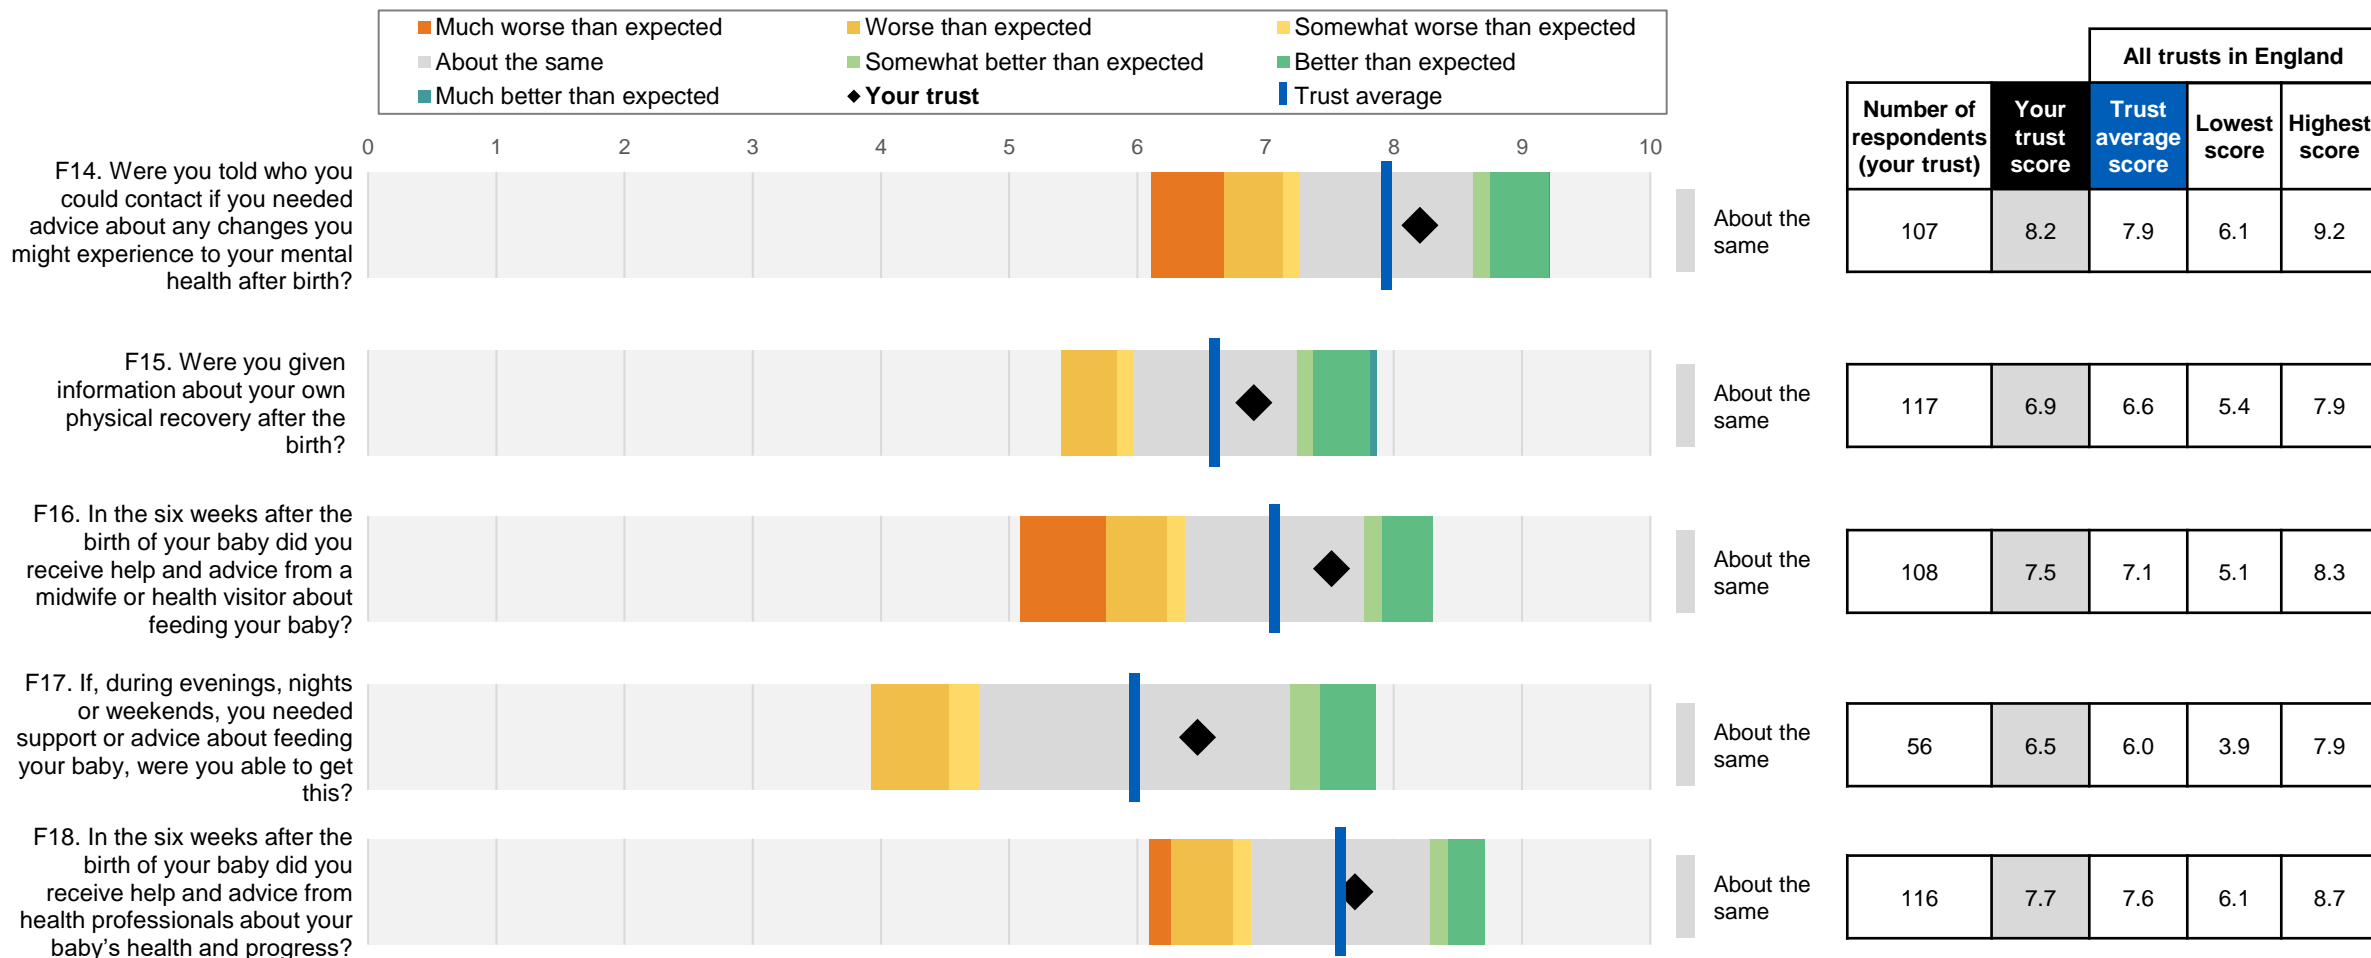 Much worse than expected
Worse than expected
Somewhat worse than expected
About the same
Somewhat better than expected
Better than expected
Much better than expected
Your trust
Trust average
All trusts in England
Number of
respondents
(your trust)
Your
trust
score
Trust
average
score
Lowest
score
Highest
score
0 1 2 3 4 5 6 7 8 9 10
F14. Were you told who you
could contact if you needed
advice about any changes you
might experience to your mental
health after birth?
About the
same
107 8.2 7.9 6.1 9.2
F15. Were you given
information about your own
physical recovery after the
birth?
About the
same
117 6.9 6.6 5.4 7.9
F16. In the six weeks after the
birth of your baby did you
receive help and advice from a
midwife or health visitor about
feeding your baby?
About the
same
108 7.5 7.1 5.1 8.3
F17. If, during evenings, nights
or weekends, you needed
support or advice about feeding
your baby, were you able to get
this?
About the
same
56 6.5 6.0 3.9 7.9
F18. In the six weeks after the
birth of your baby did you
receive help and advice from
health professionals about your
baby’s health and progress?
About the
same
116 7.7 7.6 6.1 8.7